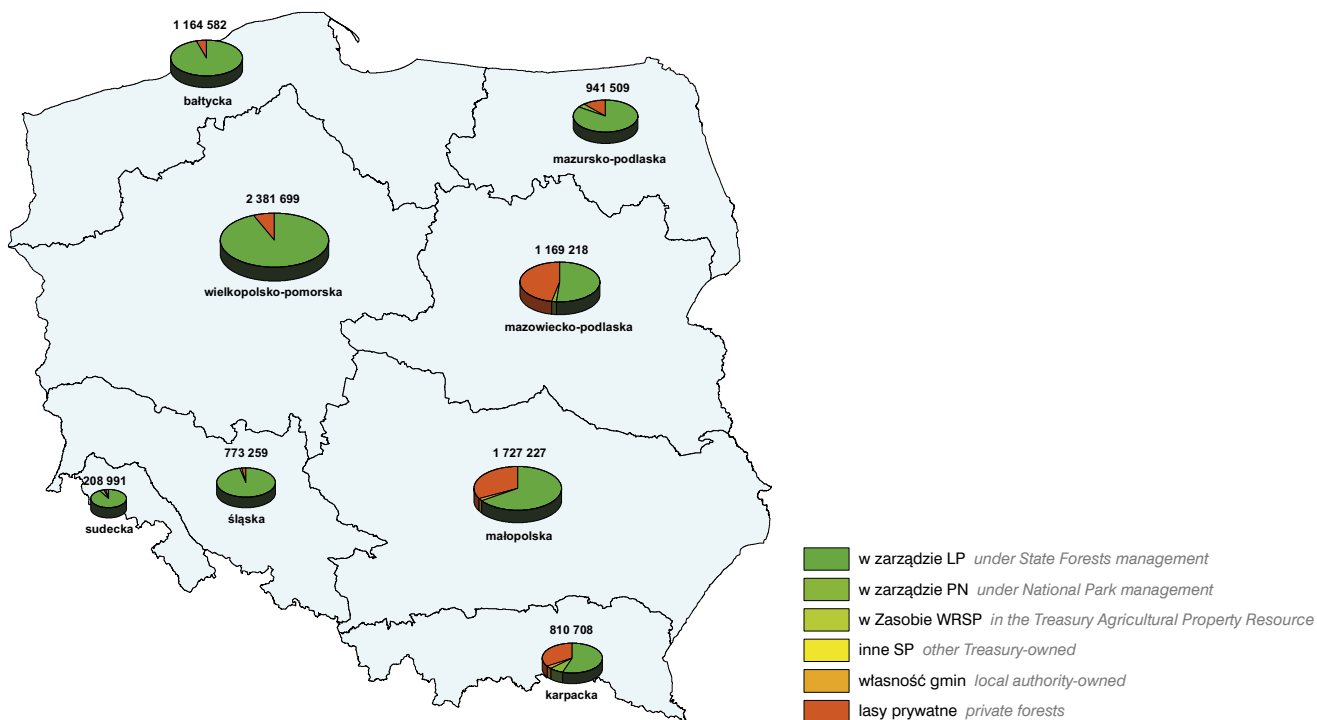 1 164 582
bałtycka
941 509
mazursko-podlaska
2 381 699
wielkopolsko-pomorska
1 169 218
mazowiecko-podlaska
773 259
śląska
208 991
sudecka
1 727 227
małopolska
810 708
karpacka
w zarządzie LP under State Forests management
w zarządzie PN under National Park management
w Zasobie WRSP in the Treasury Agricultural Property Resource
inne SP other Treasury-owned
własność gmin local authority-owned
lasy prywatne private forests